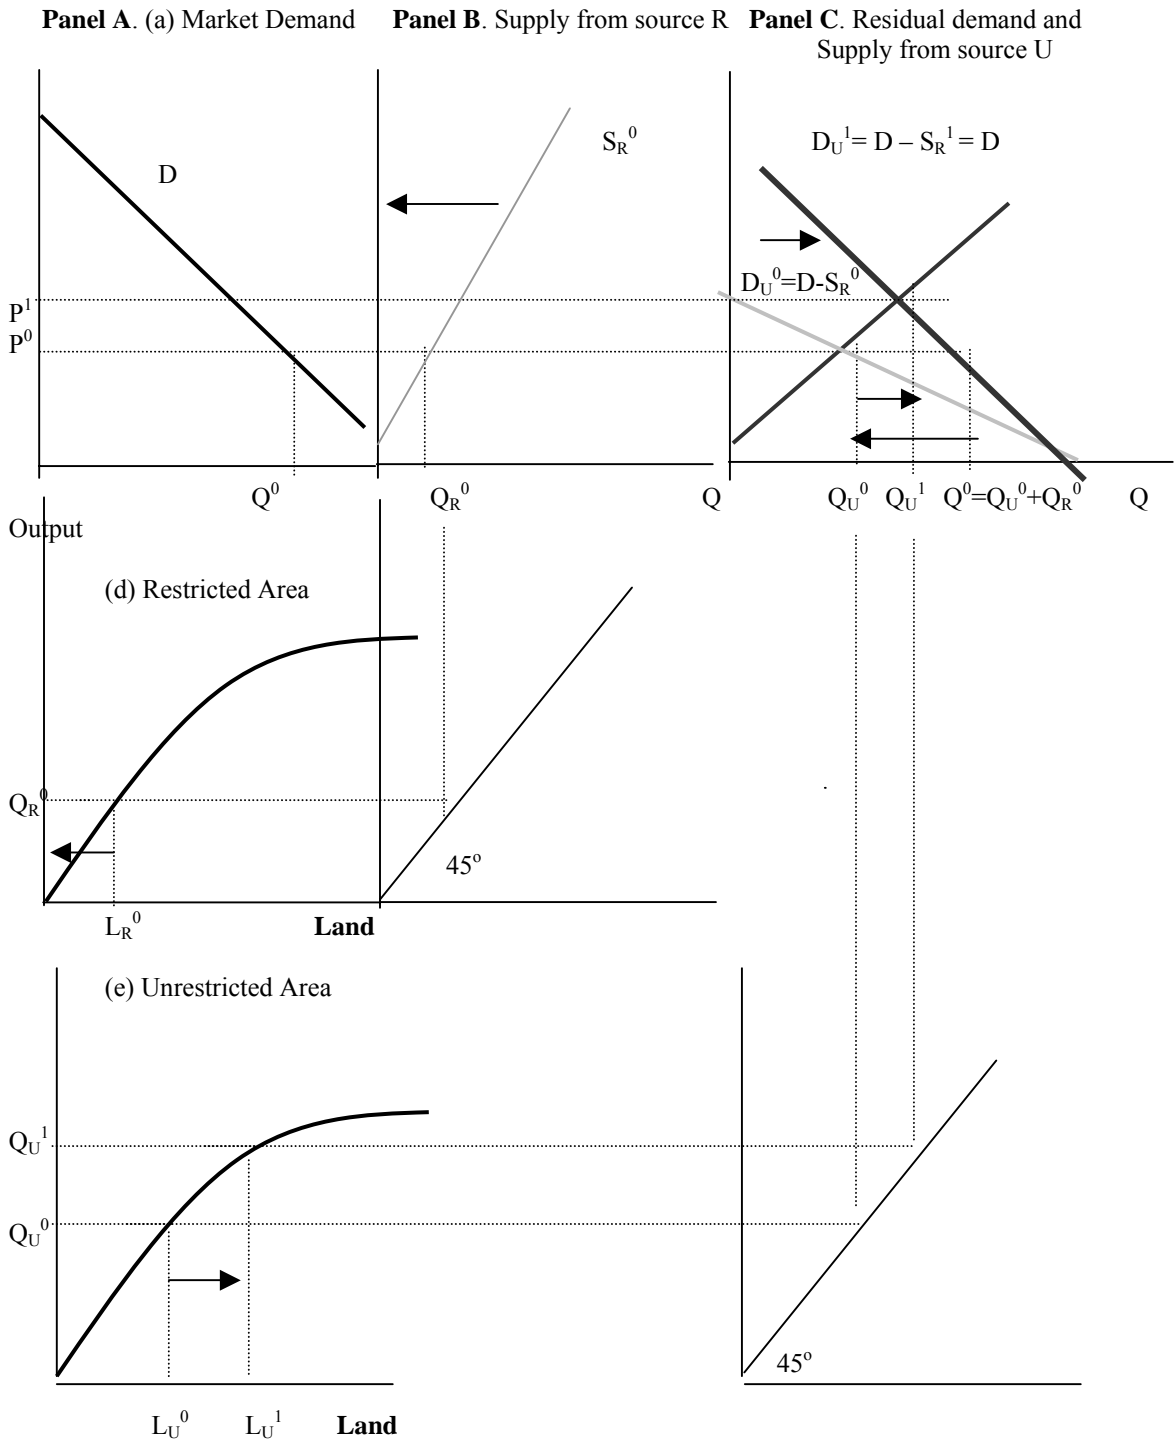 Panel A. (a) Market Demand
Panel B. Supply from source R
Panel C. Residual demand and
Supply from source U
D
S_R^0
D_U^1= D – S_R^1 = D
D_U^0=D-S_R^0
P^1
P^0
Q^0
Q_R^0
Q
Q_U^0
Q_U^1
Q^0=Q_U^0+Q_R^0
Q
Output
(d) Restricted Area
Q_R^0
45º
L_R^0
Land
(e) Unrestricted Area
Q_U^1
Q_U^0
45º
L_U^0
L_U^1
Land